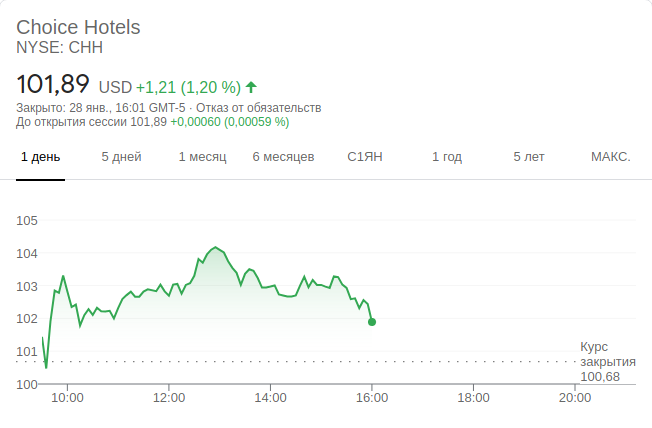 Choice Hotels
NYSE: CHH
101,89 USD +1,21 (1,20 %)
Закрыто: 28 янв., 16:01 GMT-5 · Отказ от обязательств
До открытия сессии 101,89 +0,00060 (0,00059 %)
1 день 5 дней 1 месяц 6 месяцев С1ЯН 1 год 5 лет МАКС.
105
104
103
102
101
100
Курс
закрытия
100,68
10:00 12:00 14:00 16:00 18:00 20:00